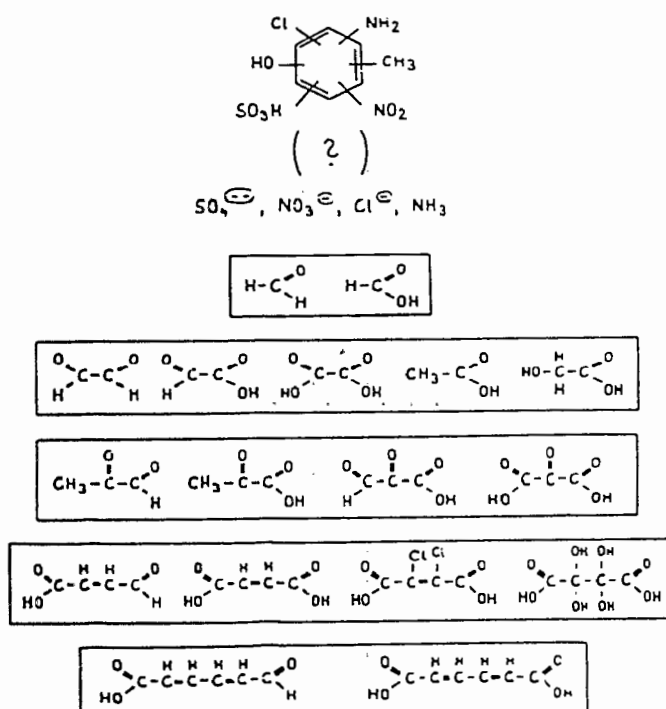 Cl NH₂
HO CH₃
SO₃H NO₂
( ? )
SO₄⊖⊖, NO₃⊖, Cl⊖, NH₃
O O
H-C H-C
H OH
O O O O O O O H O
C-C C-C C-C CH₃-C HO-C-C
H H H OH HO OH OH H OH
O O O O
O O O O O O
CH₃-C-C CH₃-C-C C-C-C C-C-C
H OH H OH HO OH
Cl Cl OH OH
O H H O O H H O O O O O
C-C=C-C C-C=C-C C-C=C-C C-C-C-C
HO H HO OH HO OH HO OH OH OH
O H H H H O O H H H H C
C-C=C-C=C-C C-C=C-C=C-C
HO H HO OH